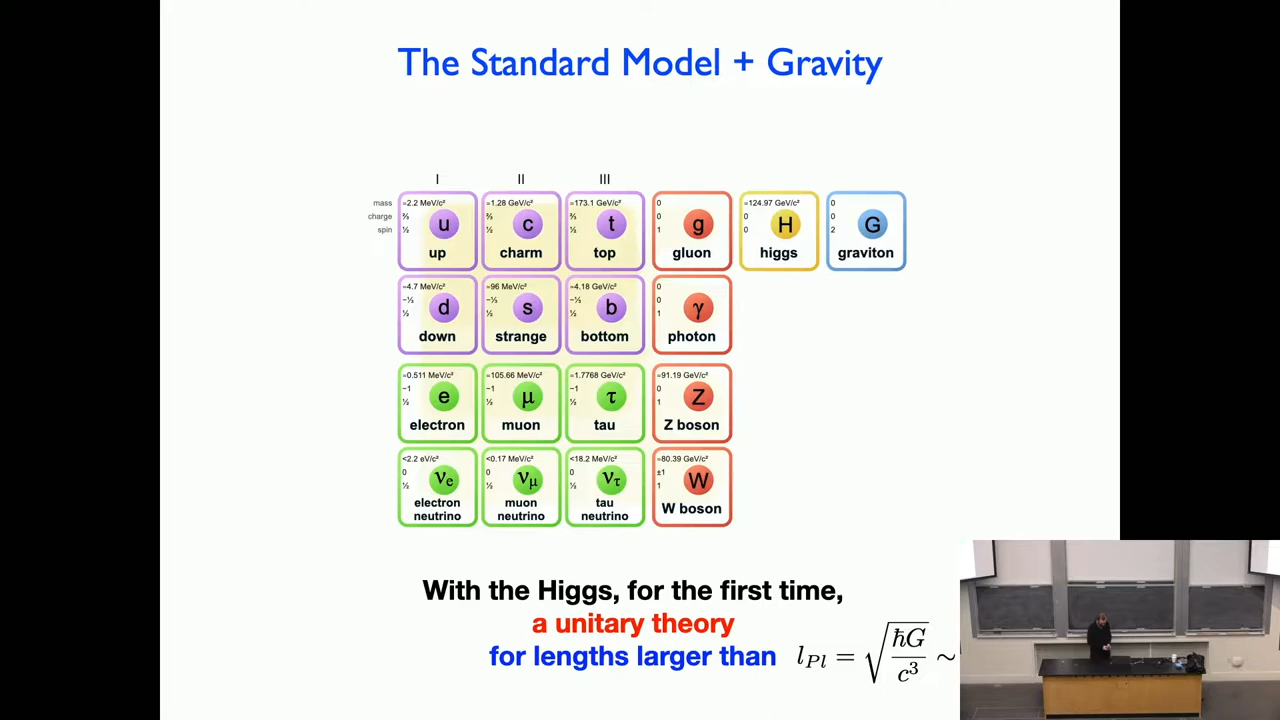 The Standard Model + Gravity
I II III
mass
charge
spin
≈2.2 MeV/c²
⅔
½
u
up
≈1.28 GeV/c²
⅔
½
c
charm
≈173.1 GeV/c²
⅔
½
t
top
0
0
1
g
gluon
≈124.97 GeV/c²
0
0
H
higgs
0
0
2
G
graviton
≈4.7 MeV/c²
−⅓
½
d
down
≈96 MeV/c²
−⅓
½
s
strange
≈4.18 GeV/c²
−⅓
½
b
bottom
0
0
1
γ
photon
≈0.511 MeV/c²
−1
½
e
electron
≈105.66 MeV/c²
−1
½
μ
muon
≈1.7768 GeV/c²
−1
½
τ
tau
≈91.19 GeV/c²
0
1
Z
Z boson
<2.2 eV/c²
0
½
νe
electron
neutrino
<0.17 MeV/c²
0
½
νμ
muon
neutrino
<18.2 MeV/c²
0
½
ντ
tau
neutrino
≈80.39 GeV/c²
±1
1
W
W boson
With the Higgs, for the first time,
a unitary theory
for lengths larger than l_{Pl} = √(ħG/c³) ∼